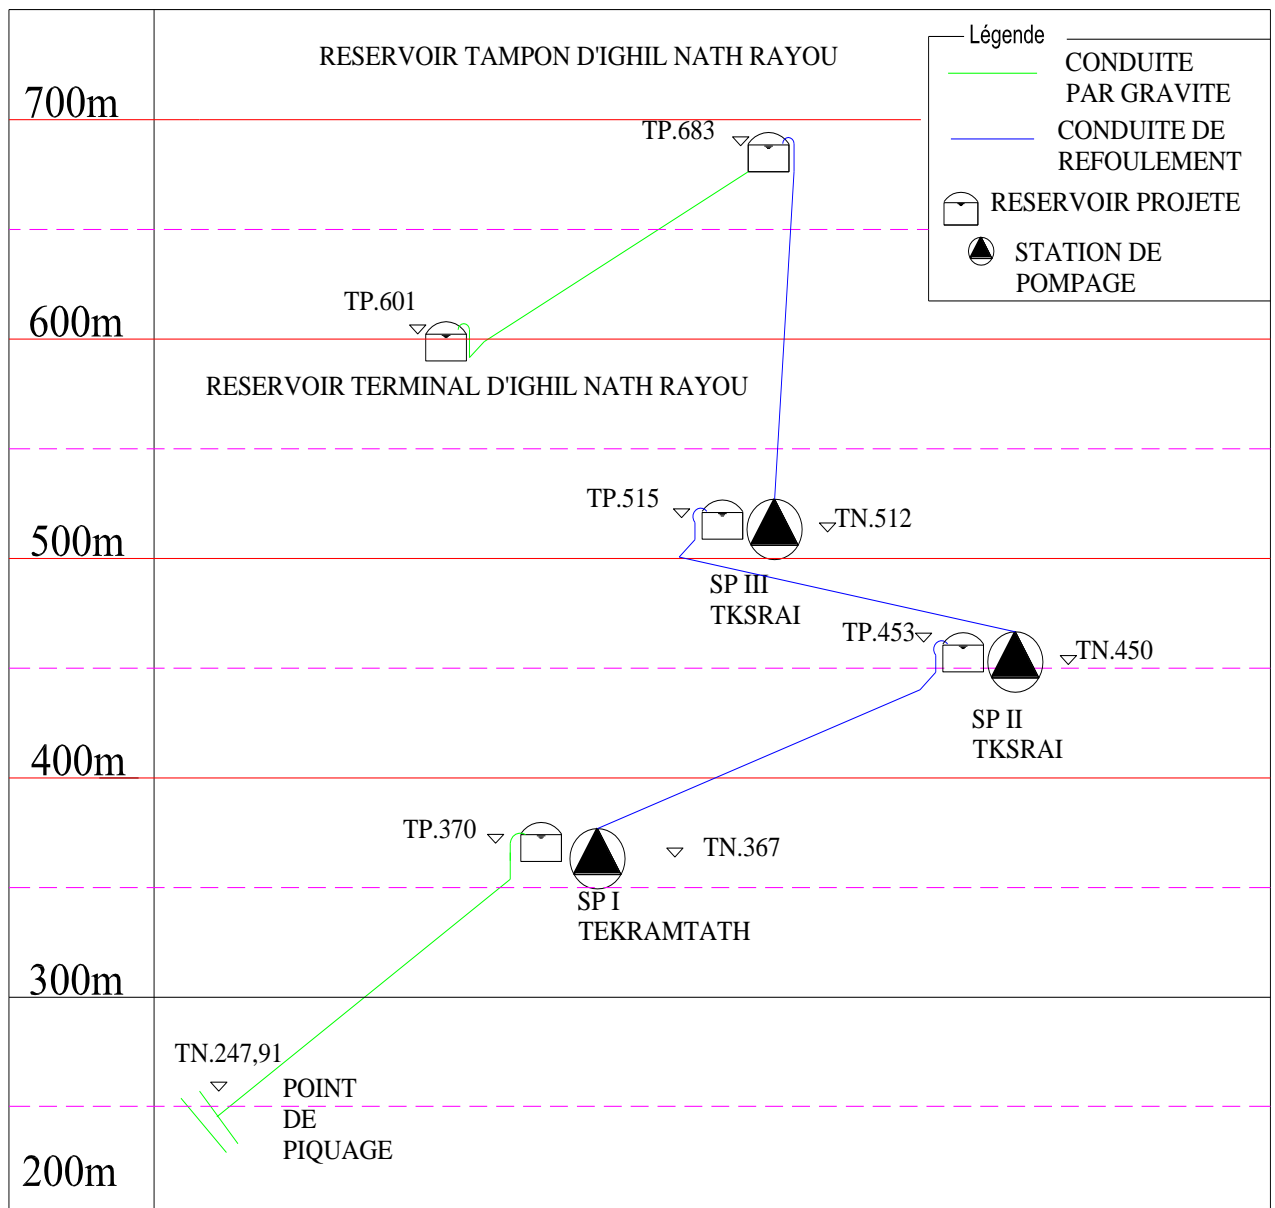 RESERVOIR TAMPON D'IGHIL NATH RAYOU
Légende
CONDUITE
PAR GRAVITE
CONDUITE DE
REFOULEMENT
RESERVOIR PROJETE
STATION DE
POMPAGE
700m
TP.683
TP.601
600m
RESERVOIR TERMINAL D'IGHIL NATH RAYOU
TP.515
TN.512
500m
SP III
TKSRAI
TP.453
TN.450
SP II
TKSRAI
400m
TP.370
TN.367
SP I
TEKRAMTATH
300m
TN.247,91
POINT
DE
PIQUAGE
200m